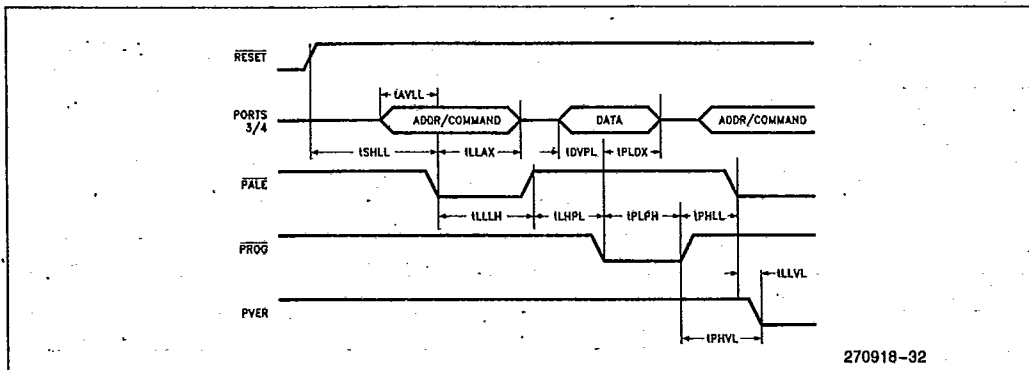 RESET
tAVLL
PORTS 3/4
ADDR/COMMAND
DATA
ADDR/COMMAND
tSHLL
tLLAX
tDVPL
tPLDX
PALE
tLLLH
tLHPL
tPLPH
tPHLL
PROG
tLLVL
PVER
tPHVL
270918-32